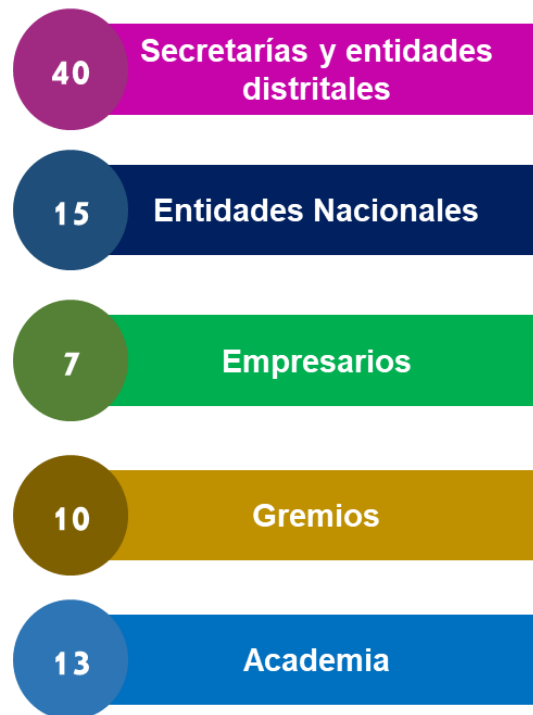 40
Secretarías y entidades
distritales
15
Entidades Nacionales
7
Empresarios
10
Gremios
13
Academia